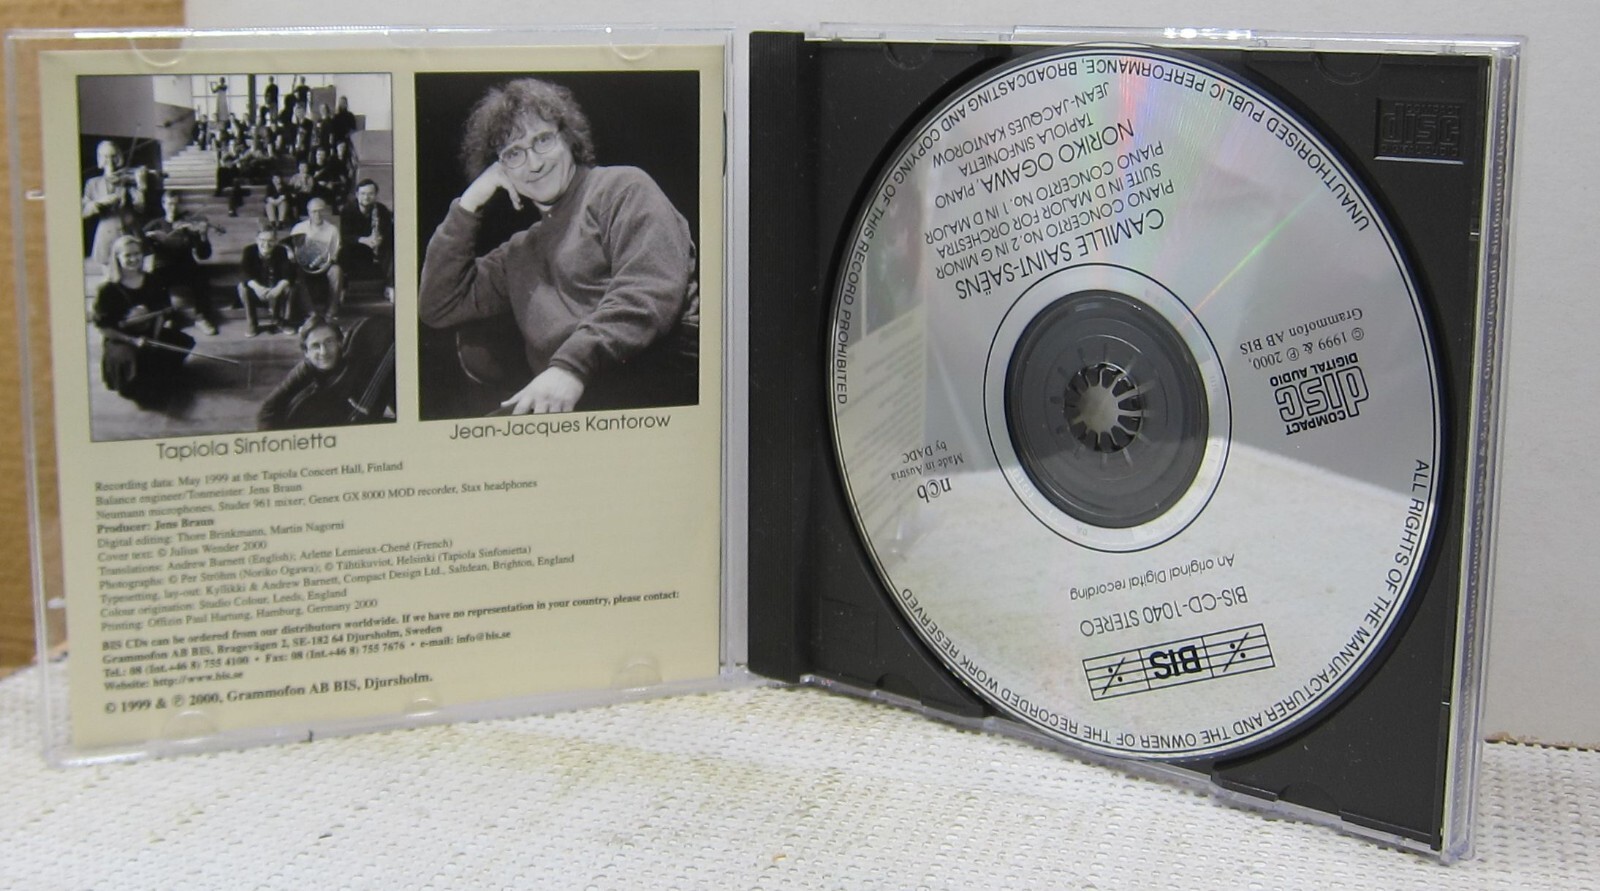 Tapiola Sinfonietta
Jean-Jacques Kantorow
Recording data: May 1999 at the Tapiola Concert Hall, Finland
Balance engineer/Tonmeister: Jens Braun
Neumann microphones, Studer 961 mixer; Genex GX 8000 MOD recorder, Stax headphones
Producer: Jens Braun
Digital editing: Thore Brinkmann, Martin Nagorni
Cover text: © Julius Wender 2000
Translations: Andrew Barnett (English); Arlette Lemieux-Chené (French)
Photographs: © Per Ström (Noriko Ogawa); © Tähtikuviot, Helsinki (Tapiola Sinfonietta)
Typesetting, lay-out: Kyllikki & Andrew Barnett, Compact Design Ltd., Saltdean, Brighton, England
Colour origination: Studio Colour, Leeds, England
Printing: Offizin Paul Hartung, Hamburg, Germany 2000
BIS CDs can be ordered from our distributors worldwide. If we have no representation in your country, please contact:
Grammofon AB BIS, Bragevägen 2, SE-182 64 Djursholm, Sweden
Tel.: 08 (Int.+46 8) 755 4100 • Fax: 08 (Int.+46 8) 755 7676 • e-mail: info@bis.se
Website: http://www.bis.se
© 1999 & ℗ 2000, Grammofon AB BIS, Djursholm.
BIS
BIS-CD-1040 STEREO
An original Digital recording
ncb
Made in Austria
by DADC
COMPACT
disc
DIGITAL AUDIO
© 1999 & ℗ 2000,
Grammofon AB BIS
CAMILLE SAINT-SAËNS
PIANO CONCERTO No. 2 IN G MINOR
SUITE IN D MAJOR FOR ORCHESTRA
PIANO CONCERTO No. 1 IN D MAJOR
NORIKO OGAWA, PIANO
TAPIOLA SINFONIETTA
JEAN-JACQUES KANTOROW
ALL RIGHTS OF THE MANUFACTURER AND THE OWNER OF THE RECORDED WORK RESERVED
UNAUTHORISED PUBLIC PERFORMANCE, BROADCASTING AND COPYING OF THIS RECORD PROHIBITED
COMPACT
disc
DIGITAL AUDIO